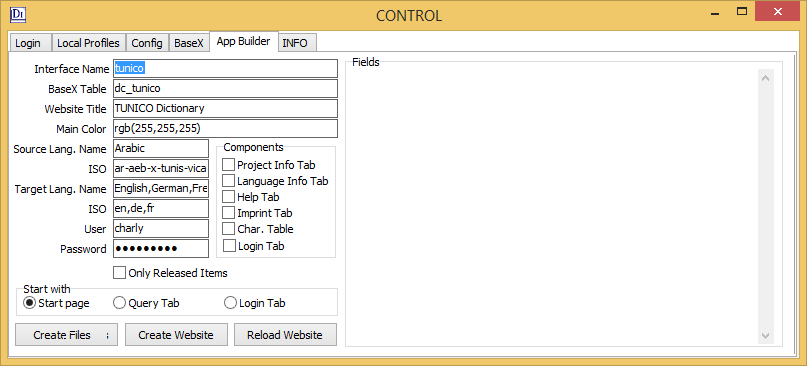 DI
CONTROL
Login Local Profiles Config BaseX App Builder INFO
Interface Name tunico
BaseX Table dc_tunico
Website Title TUNICO Dictionary
Main Color rgb(255,255,255)
Source Lang. Name Arabic
ISO ar-aeb-x-tunis-vica
Target Lang. Name English,German,Fre
ISO en,de,fr
User charly
Password ●●●●●●●●●
Components
Project Info Tab
Language Info Tab
Help Tab
Imprint Tab
Char. Table
Login Tab
Only Released Items
Start with
Start page Query Tab Login Tab
Create Files ; Create Website Reload Website
Fields